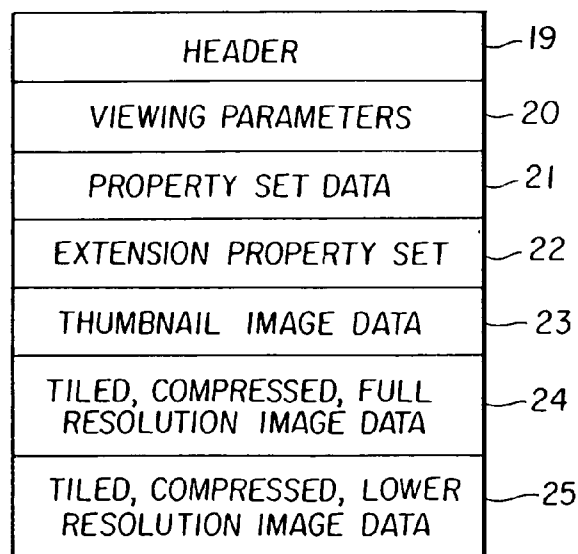 HEADER 19
VIEWING PARAMETERS 20
PROPERTY SET DATA 21
EXTENSION PROPERTY SET 22
THUMBNAIL IMAGE DATA 23
TILED, COMPRESSED, FULL
RESOLUTION IMAGE DATA 24
TILED, COMPRESSED, LOWER
RESOLUTION IMAGE DATA 25